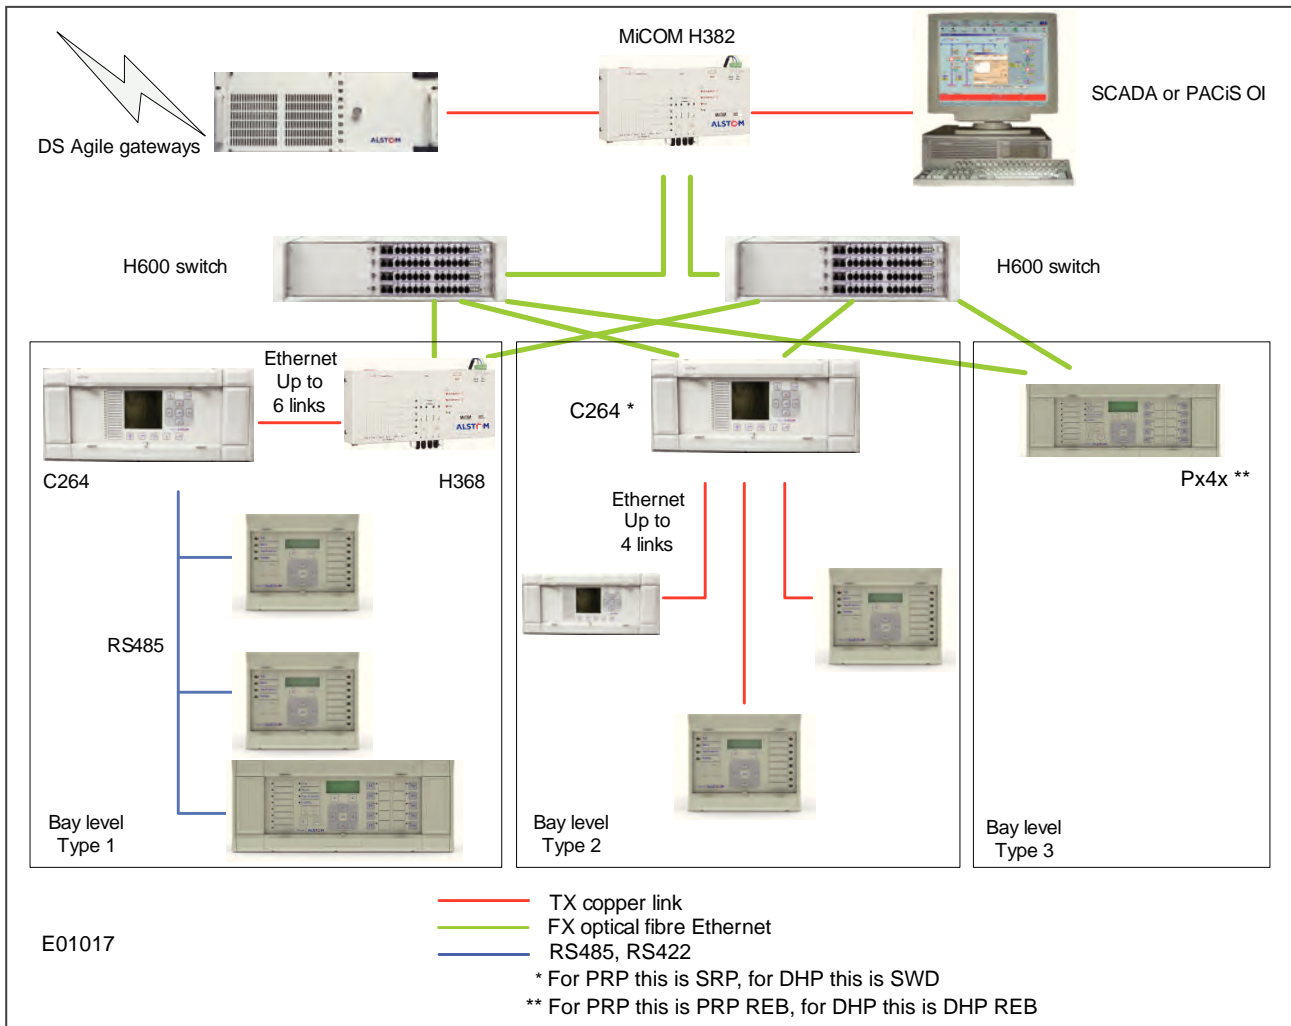 MiCOM H382
SCADA or PACiS OI
ALSTOM
DS Agile gateways
ALSTOM
H600 switch
H600 switch
Ethernet
Up to
6 links
C264 *
ALSTOM
C264
H368
Px4x **
Ethernet
Up to
4 links
RS485
Bay level
Type 1
Bay level
Type 2
Bay level
Type 3
TX copper link
FX optical fibre Ethernet
RS485, RS422
E01017
* For PRP this is SRP, for DHP this is SWD
** For PRP this is PRP REB, for DHP this is DHP REB